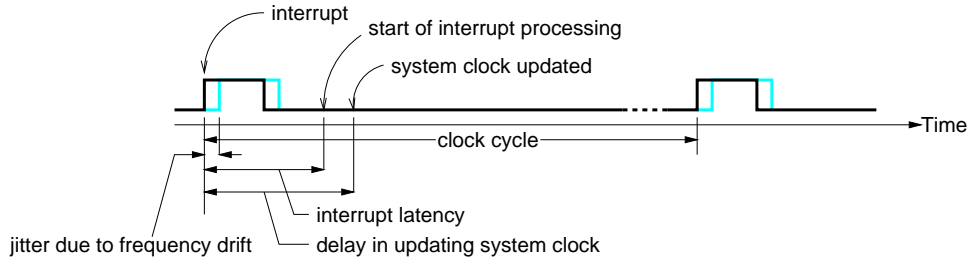 interrupt
start of interrupt processing
system clock updated
Time
clock cycle
interrupt latency
jitter due to frequency drift
delay in updating system clock